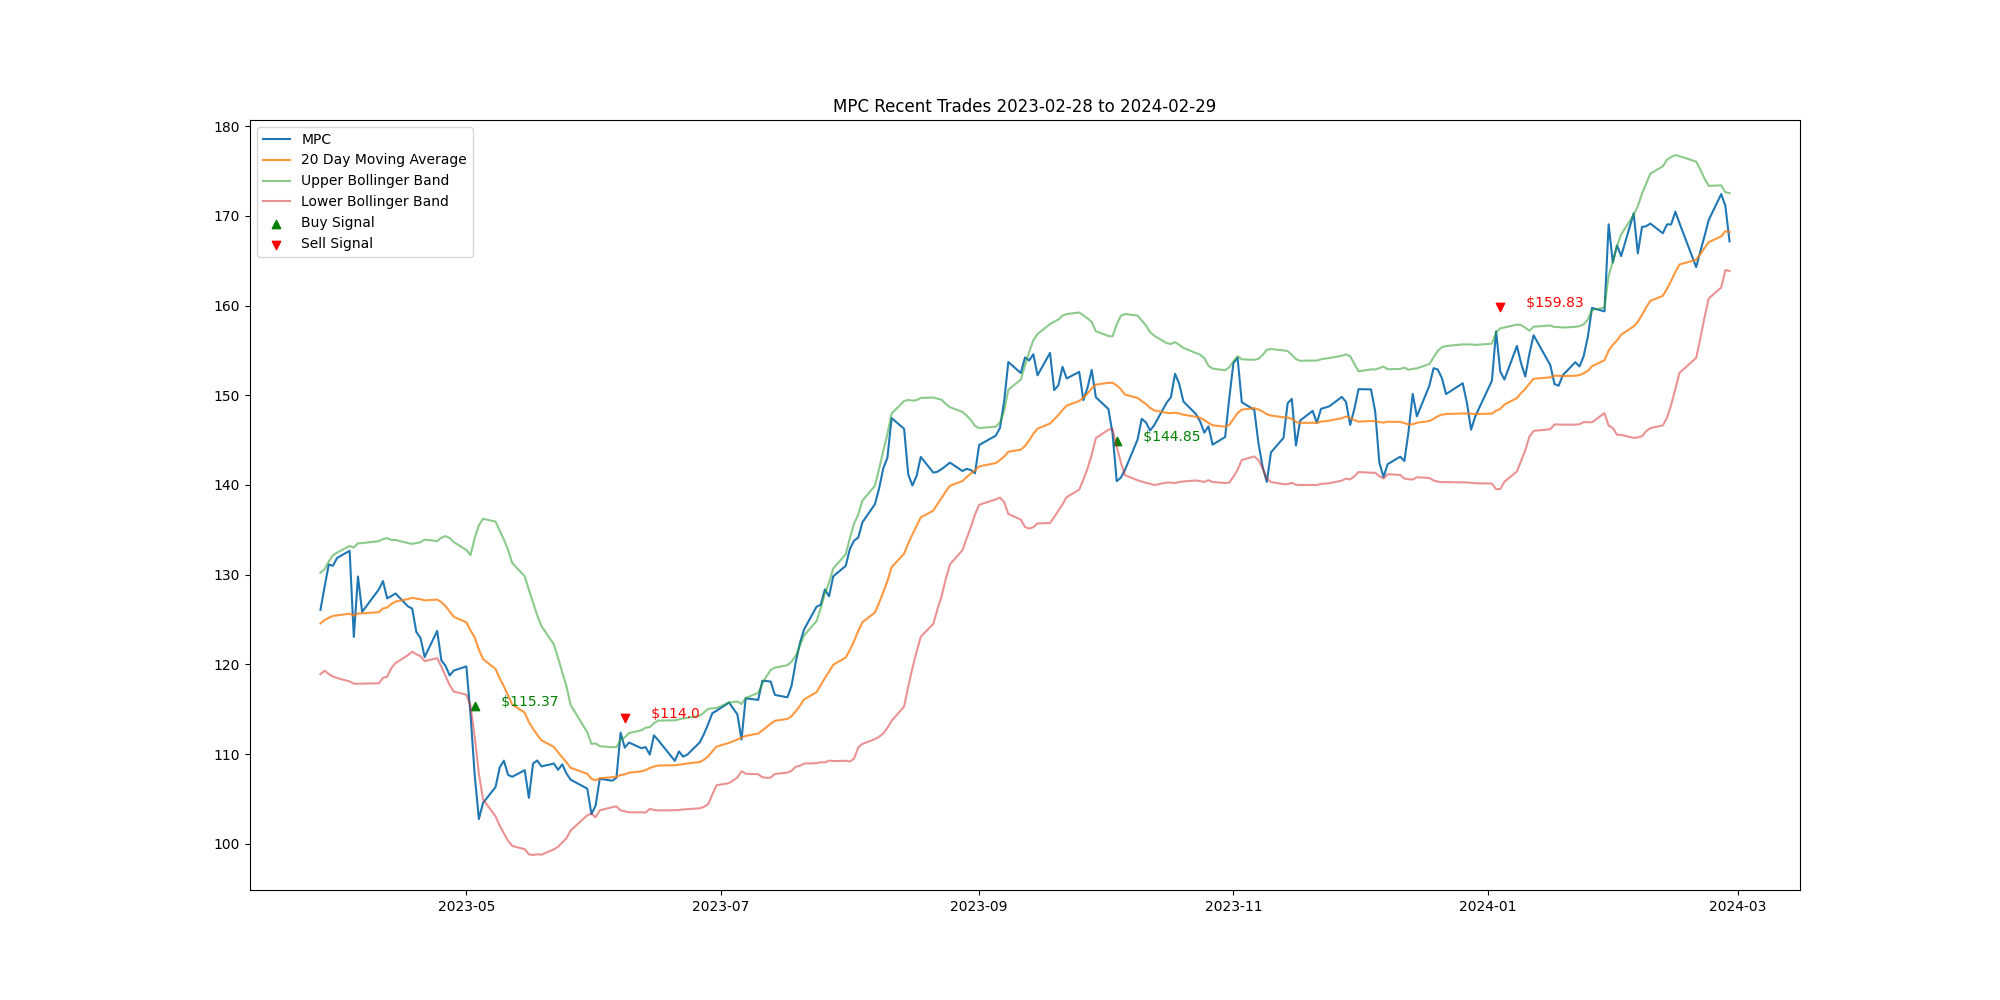 MPC Recent Trades 2023-02-28 to 2024-02-29
180
170
160
150
140
130
120
110
100
MPC
20 Day Moving Average
Upper Bollinger Band
Lower Bollinger Band
Buy Signal
Sell Signal
$159.83
$144.85
$115.37
$114.0
2023-05
2023-07
2023-09
2023-11
2024-01
2024-03